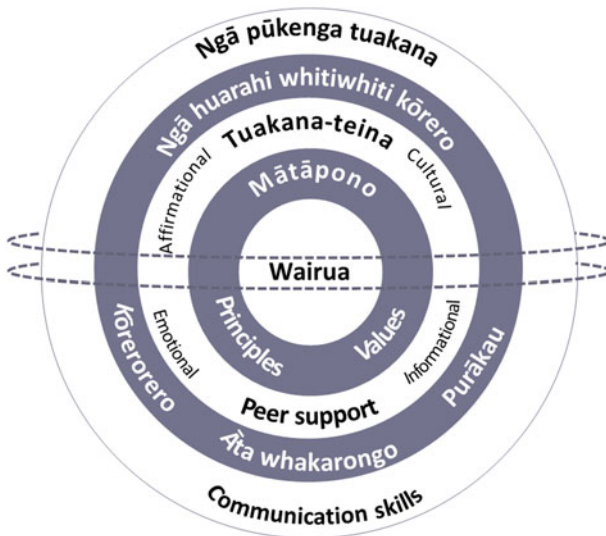 Ngā pūkenga tuakana
Ngā huarahi whitiwhiti kōrero
Tuakana-teina
Affirmational
Cultural
Mātāpono
Wairua
Principles
Values
Emotional
Informational
Peer support
kōrerorero
Purākau
Āta whakarongo
Communication skills